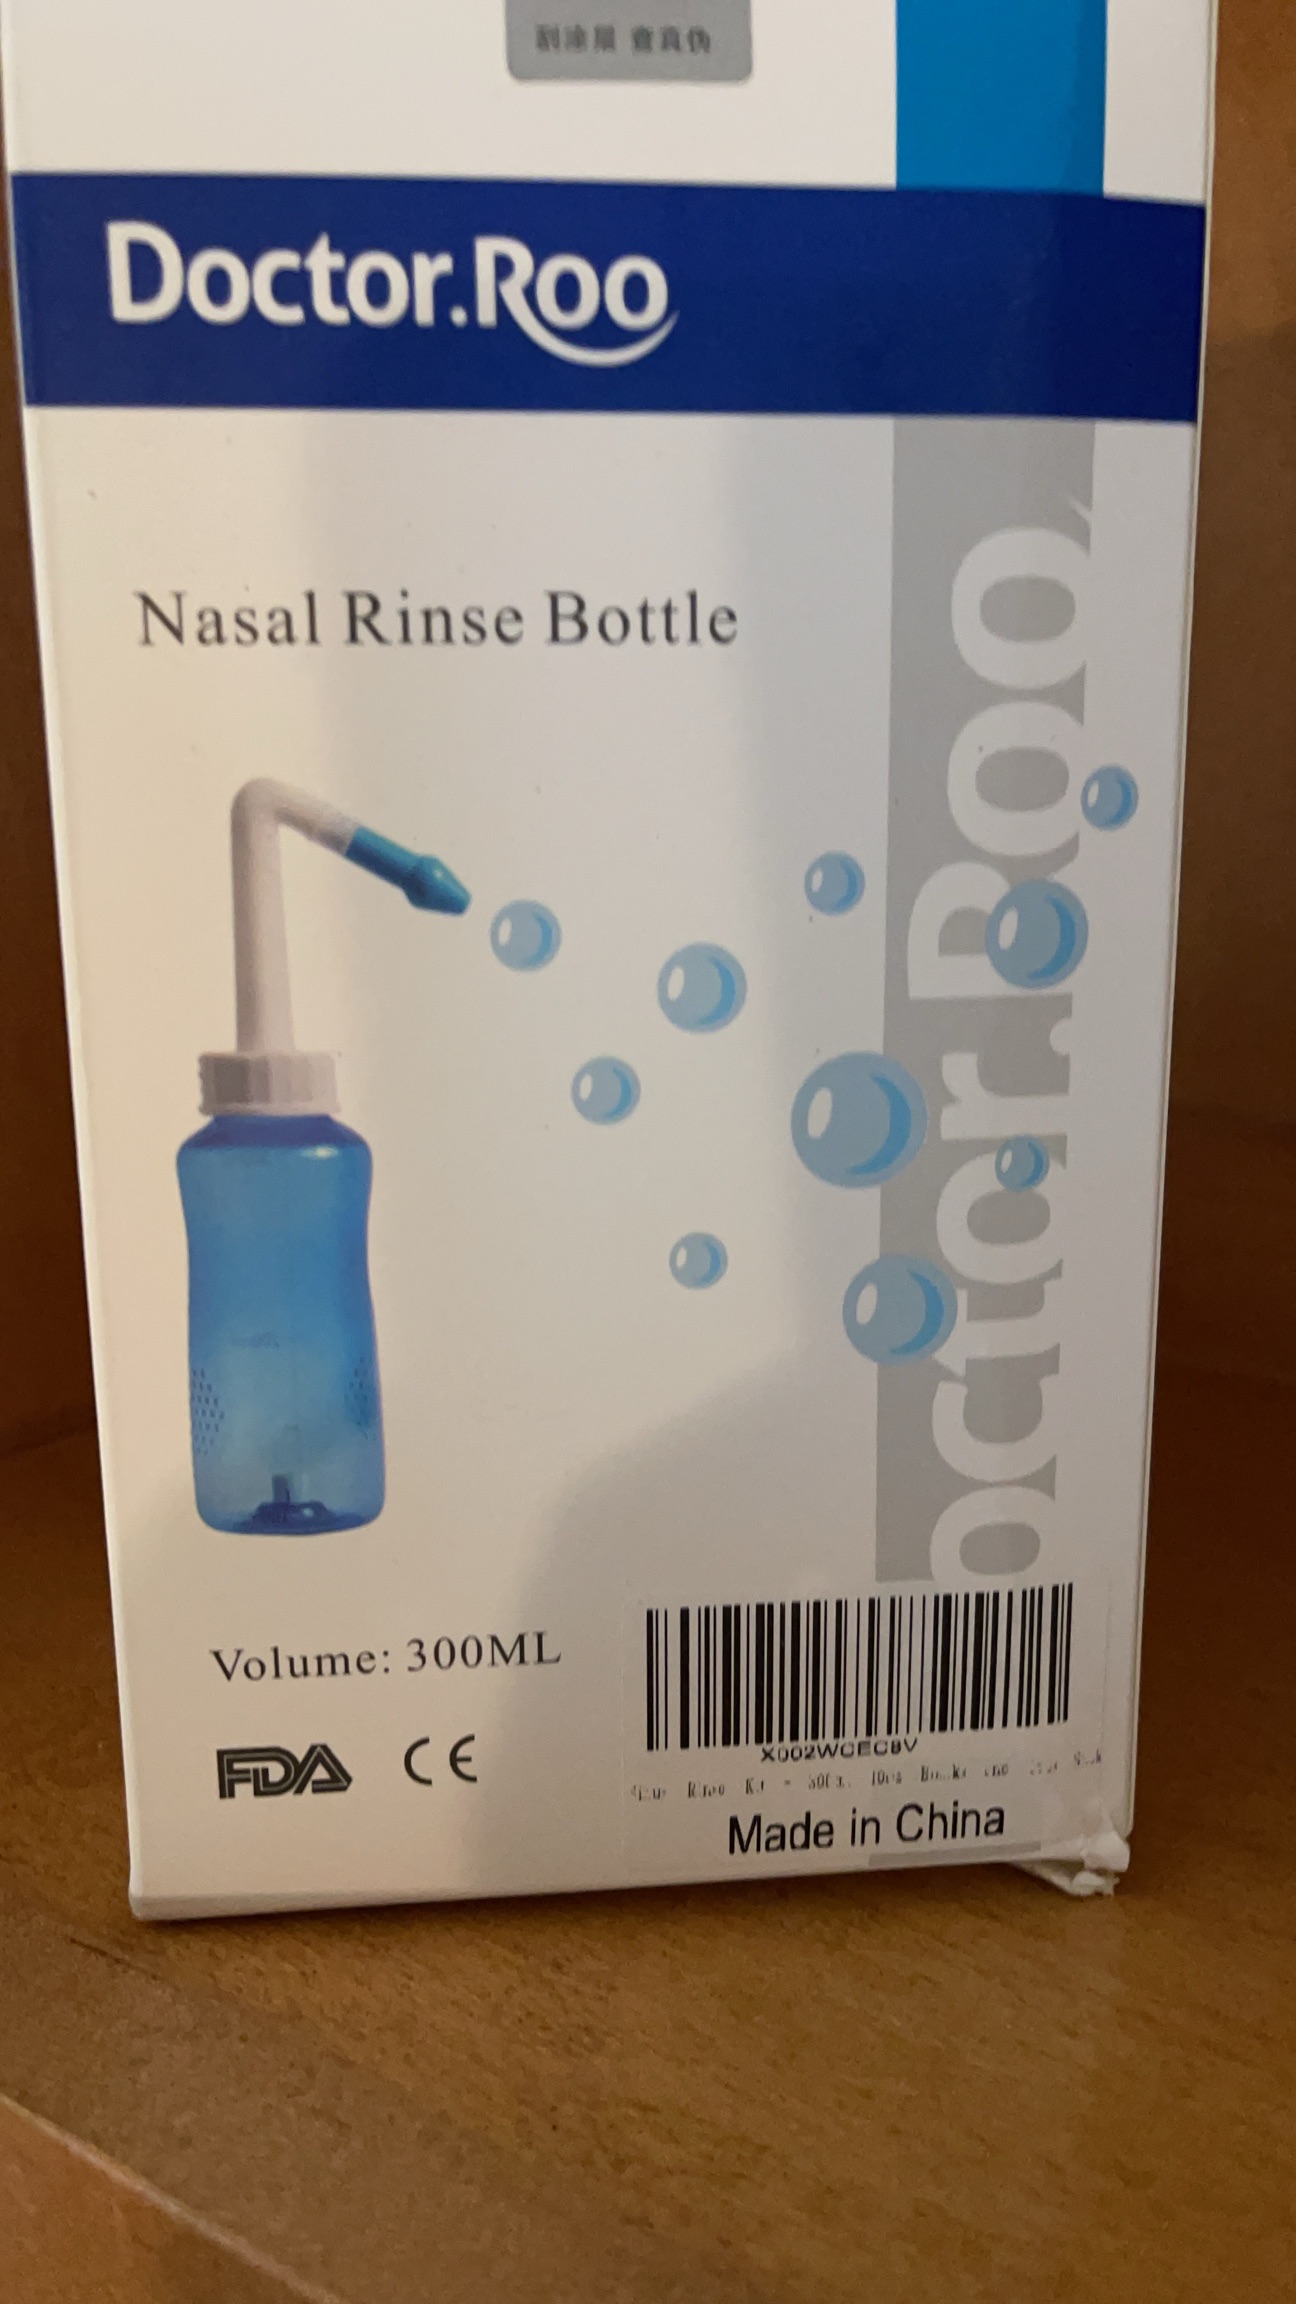 刮涂层 查真伪
Doctor.Roo
Nasal Rinse Bottle
Doctor.Roo
Volume: 300ML
FDA CE
Made in China